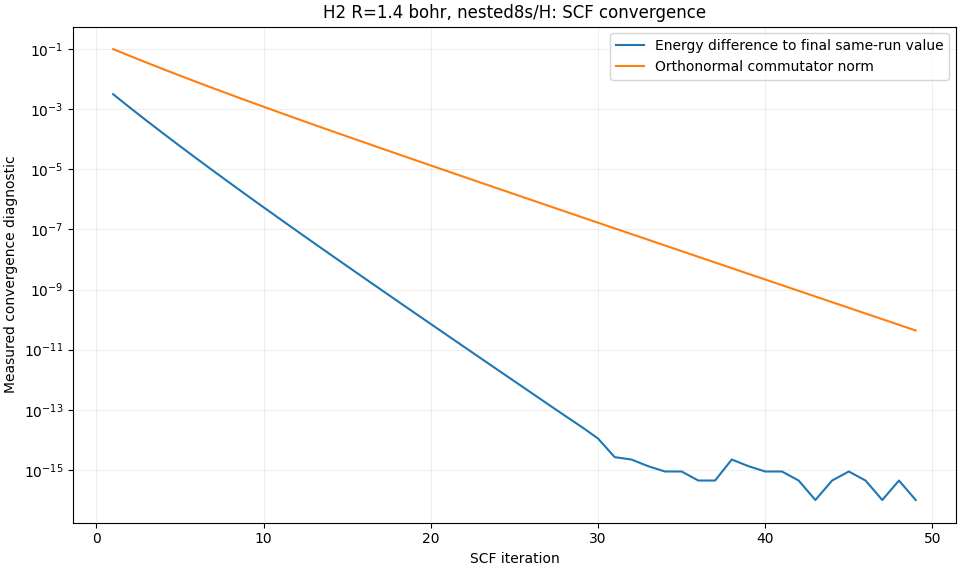 H2 R=1.4 bohr, nested8s/H: SCF convergence
Energy difference to final same-run value
Orthonormal commutator norm
Measured convergence diagnostic
10⁻¹
10⁻³
10⁻⁵
10⁻⁷
10⁻⁹
10⁻¹¹
10⁻¹³
10⁻¹⁵
0 10 20 30 40 50
SCF iteration